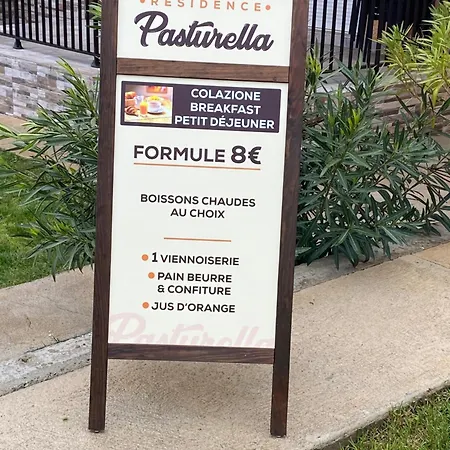 • RÉSIDENCE •
Pasturella
COLAZIONE
BREAKFAST
PETIT DÉJEUNER
FORMULE 8€
BOISSONS CHAUDES
AU CHOIX
• 1 VIENNOISERIE
• PAIN BEURRE
& CONFITURE
• JUS D'ORANGE
Pasturella